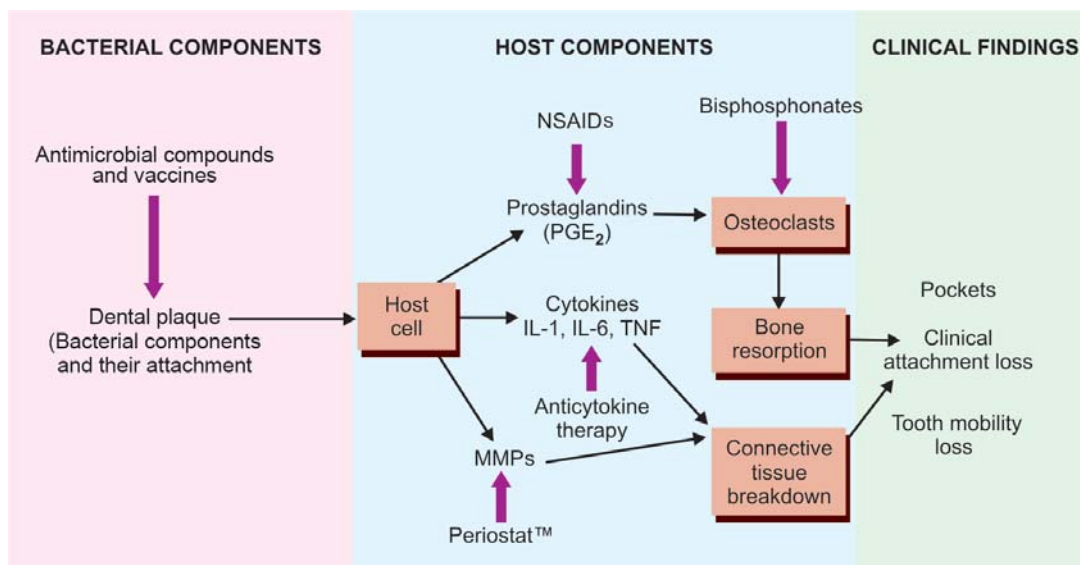 BACTERIAL COMPONENTS
HOST COMPONENTS
CLINICAL FINDINGS
Antimicrobial compounds
and vaccines
Dental plaque
(Bacterial components
and their attachment
Host
cell
NSAIDs
Prostaglandins
(PGE2)
Cytokines
IL-1, IL-6, TNF
Anticytokine
therapy
MMPs
Periostat™
Bisphosphonates
Osteoclasts
Bone
resorption
Connective
tissue
breakdown
Pockets
Clinical
attachment loss
Tooth mobility
loss